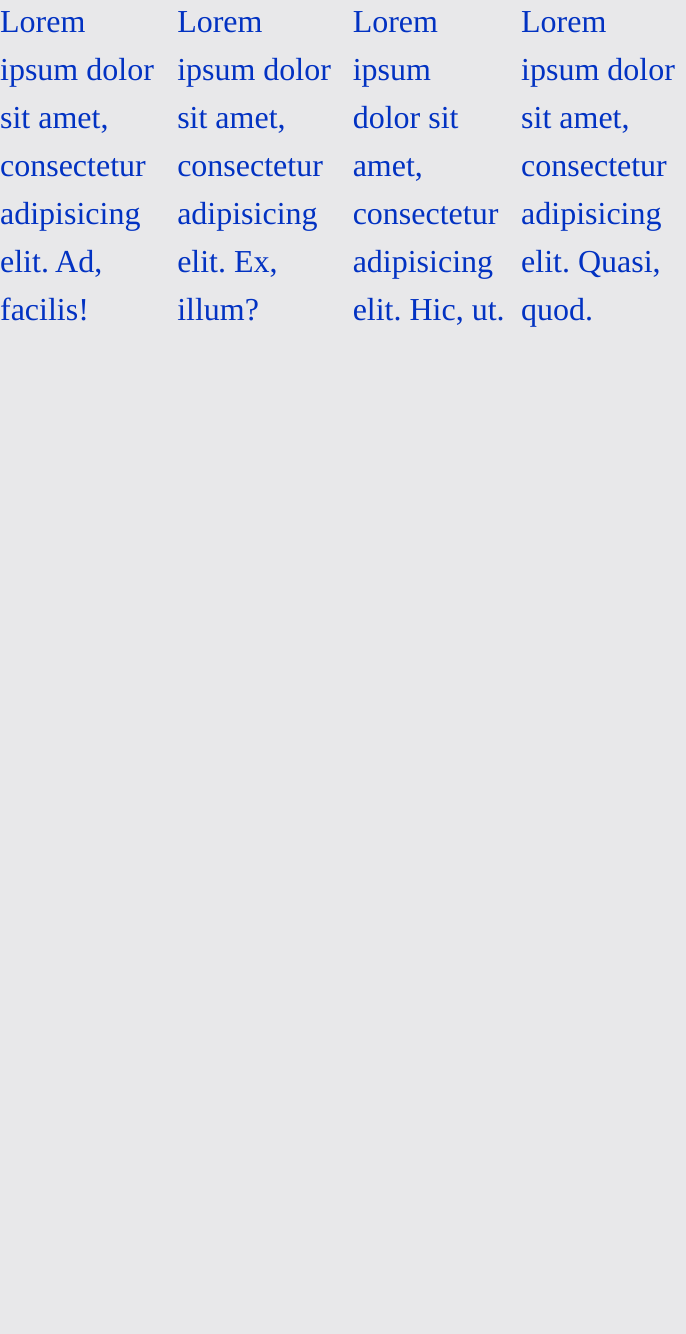 Lorem
ipsum dolor
sit amet,
consectetur
adipisicing
elit. Ad,
facilis!
Lorem
ipsum dolor
sit amet,
consectetur
adipisicing
elit. Ex,
illum?
Lorem
ipsum
dolor sit
amet,
consectetur
adipisicing
elit. Hic, ut.
Lorem
ipsum dolor
sit amet,
consectetur
adipisicing
elit. Quasi,
quod.